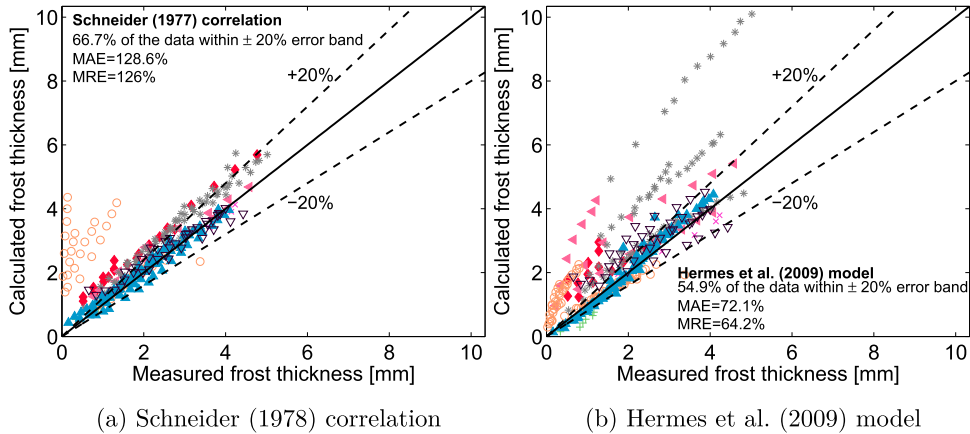 Schneider (1977) correlation
66.7% of the data within ± 20% error band
MAE=128.6%
MRE=126%
+20%
−20%
10
8
6
4
2
0
0 2 4 6 8 10
Calculated frost thickness [mm]
Measured frost thickness [mm]
(a) Schneider (1978) correlation
+20%
−20%
Hermes et al. (2009) model
54.9% of the data within ± 20% error band
MAE=72.1%
MRE=64.2%
10
8
6
4
2
0
0 2 4 6 8 10
Calculated frost thickness [mm]
Measured frost thickness [mm]
(b) Hermes et al. (2009) model